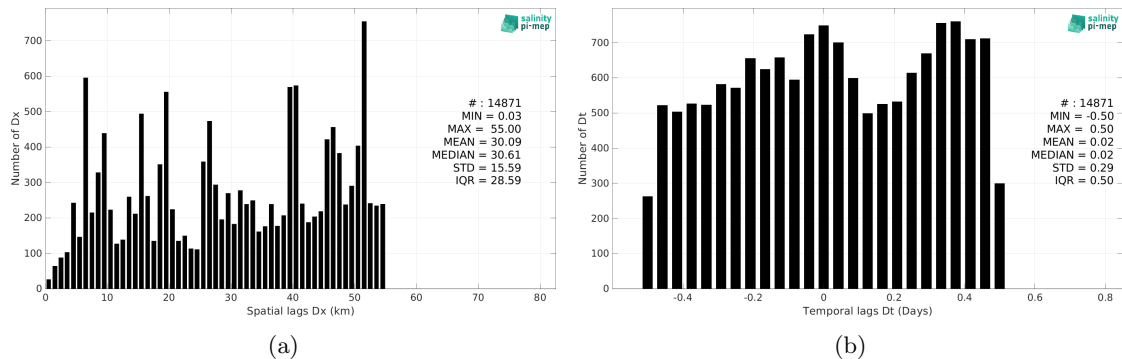 salinity
pi-mep
700
600
500
400
300
200
100
0
Number of Dx
# : 14871
MIN = 0.03
MAX = 55.00
MEAN = 30.09
MEDIAN = 30.61
STD = 15.59
IQR = 28.59
0 10 20 30 40 50 60 70 80
Spatial lags Dx (km)
(a)
salinity
pi-mep
700
600
500
400
300
200
100
0
Number of Dt
# : 14871
MIN = -0.50
MAX = 0.50
MEAN = 0.02
MEDIAN = 0.02
STD = 0.29
IQR = 0.50
-0.4 -0.2 0 0.2 0.4 0.6 0.8
Temporal lags Dt (Days)
(b)